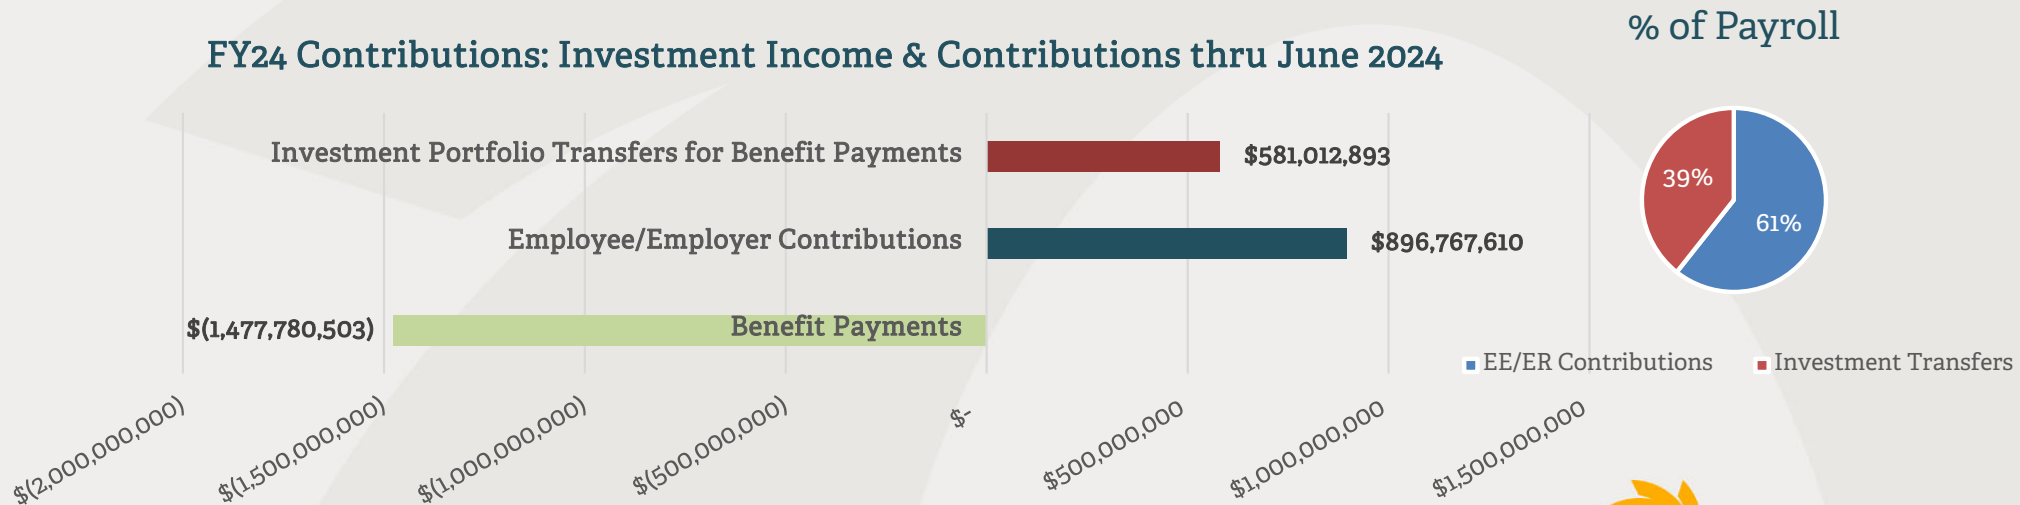 % of Payroll
FY24 Contributions: Investment Income & Contributions thru June 2024
Investment Portfolio Transfers for Benefit Payments
$581,012,893
39%
61%
Employee/Employer Contributions
$896,767,610
$(1,477,780,503)
Benefit Payments
EE/ER Contributions
Investment Transfers
$(2,000,000,000)
$(1,500,000,000)
$(1,000,000,000)
$(500,000,000)
$-
$500,000,000
$1,000,000,000
$1,500,000,000